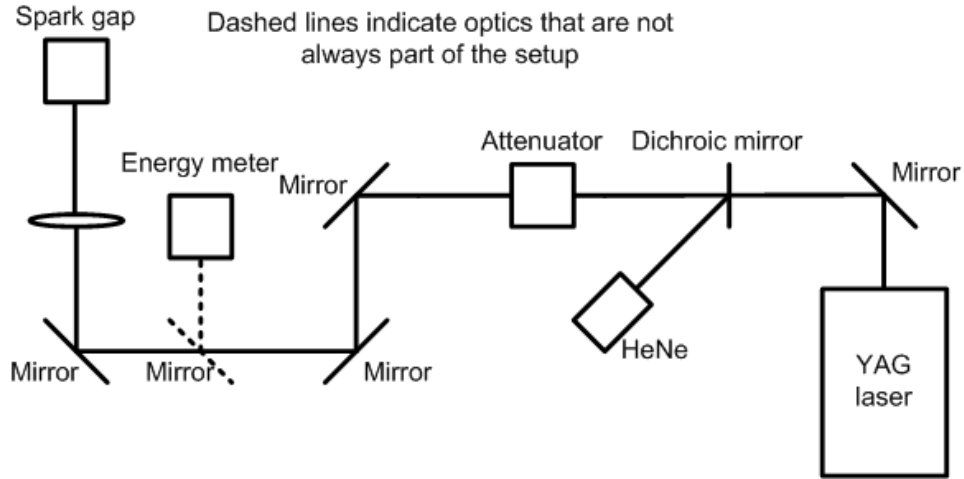 Spark gap
Dashed lines indicate optics that are not
always part of the setup
Energy meter
Mirror
Attenuator
Dichroic mirror
Mirror
HeNe
Mirror
Mirror
Mirror
YAG
laser